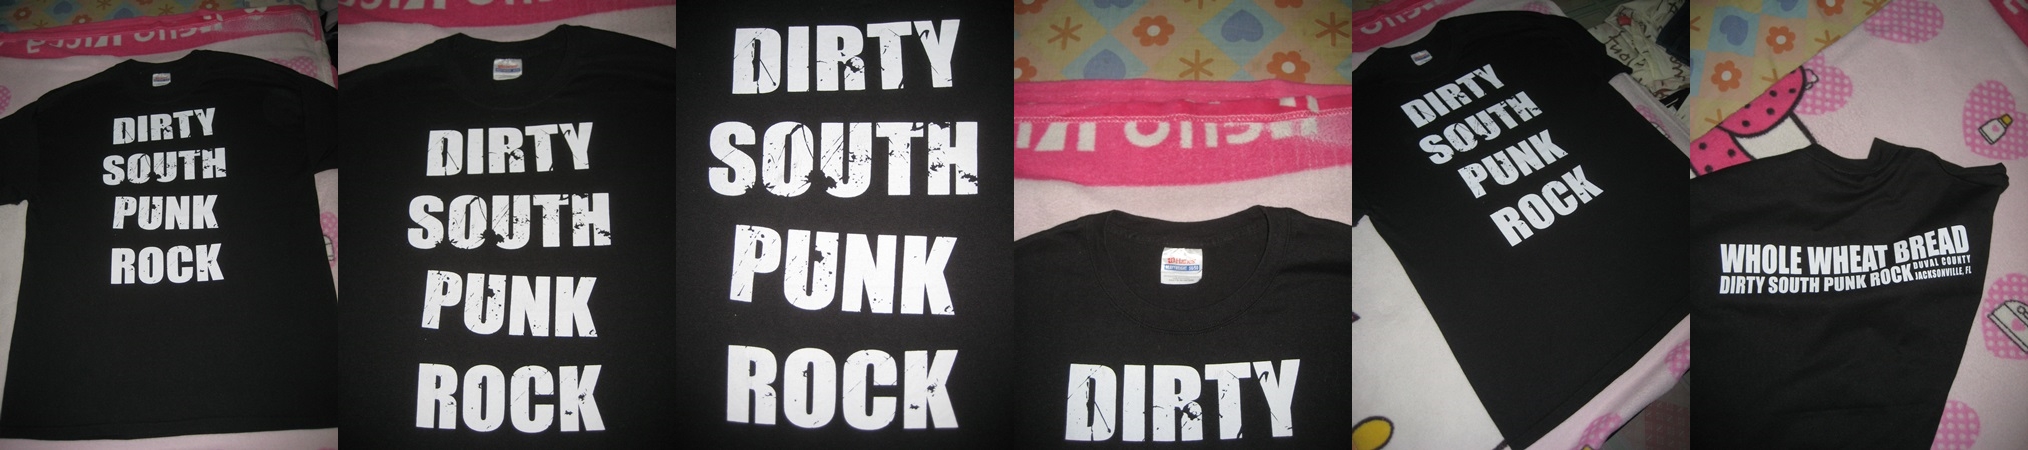 DIRTY
SOUTH
PUNK
ROCK
DIRTY
SOUTH
PUNK
ROCK
DIRTY
SOUTH
PUNK
ROCK
DIRTY
DIRTY
SOUTH
PUNK
ROCK
WHOLE WHEAT BREAD
DIRTY SOUTH PUNK ROCK
DUVAL COUNTY
JACKSONVILLE, FL